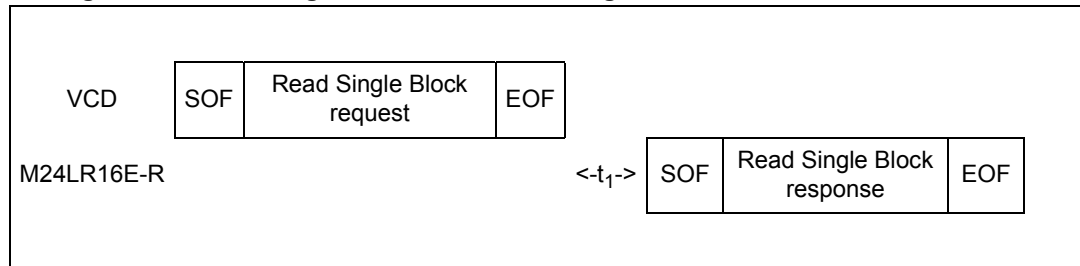 VCD SOF Read Single Block request EOF
M24LR16E-R <-t1-> SOF Read Single Block response EOF